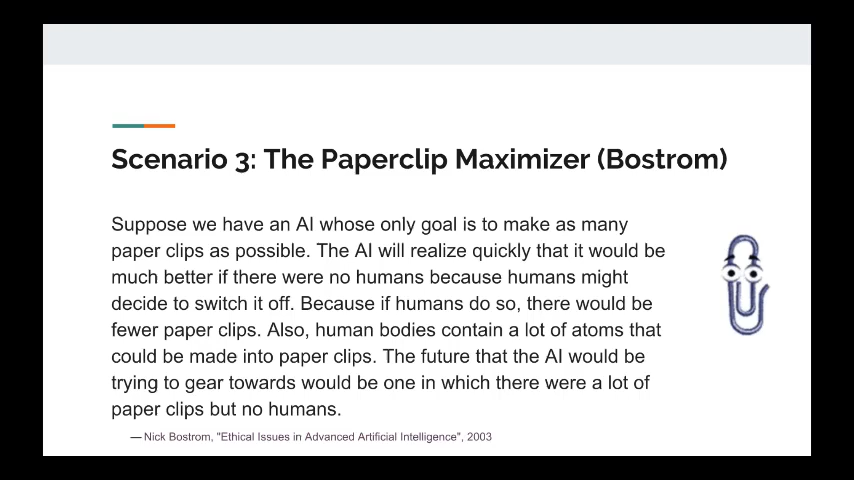 Scenario 3: The Paperclip Maximizer (Bostrom)
Suppose we have an AI whose only goal is to make as many
paper clips as possible. The AI will realize quickly that it would be
much better if there were no humans because humans might
decide to switch it off. Because if humans do so, there would be
fewer paper clips. Also, human bodies contain a lot of atoms that
could be made into paper clips. The future that the AI would be
trying to gear towards would be one in which there were a lot of
paper clips but no humans.
— Nick Bostrom, "Ethical Issues in Advanced Artificial Intelligence", 2003